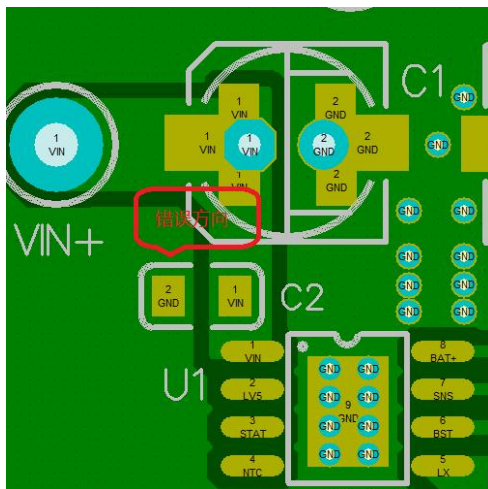 C1
GND
1
VIN
2
GND
1
VIN
1
VIN
1
VIN
2
GND
2
GND
GND
1
VIN
2
GND
GND
GND
错误方向
VIN+
GND
GND
GND
GND
GND
GND
2
GND
1
VIN
C2
1
VIN
8
BAT+
GND
GND
U1
2
LV5
7
SNS
GND
GND
9
GND
3
STAT
6
BST
GND
GND
4
NTC
5
LX
GND
GND